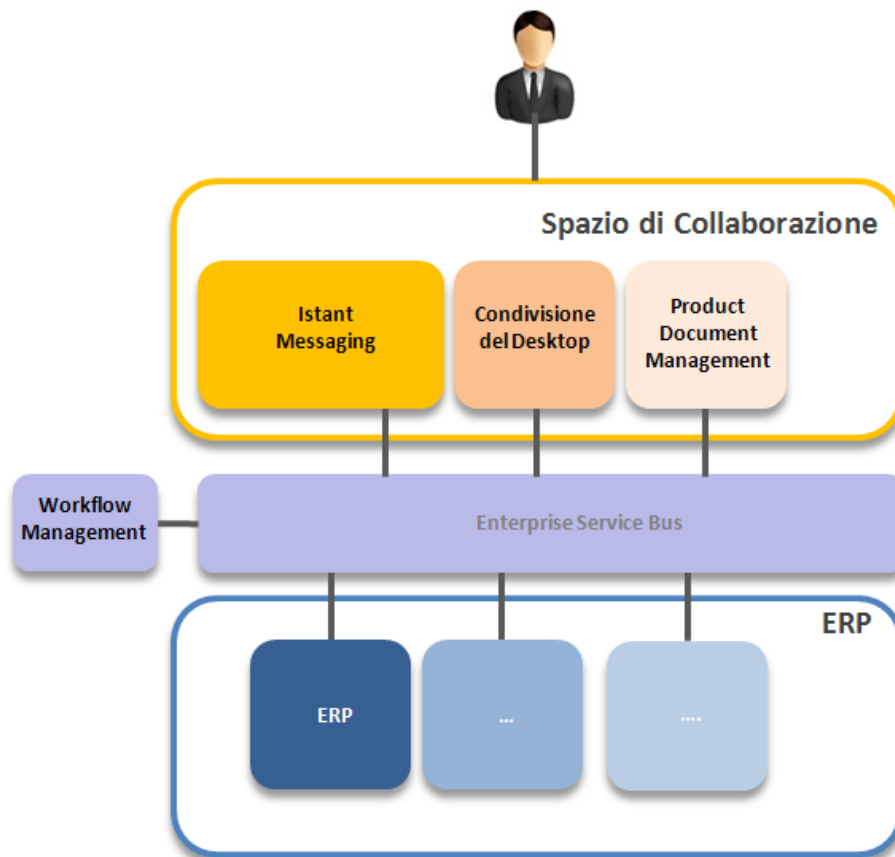 Spazio di Collaborazione
Istant
Messaging
Condivisione
del Desktop
Product
Document
Management
Workflow
Management
Enterprise Service Bus
ERP
ERP
...
....